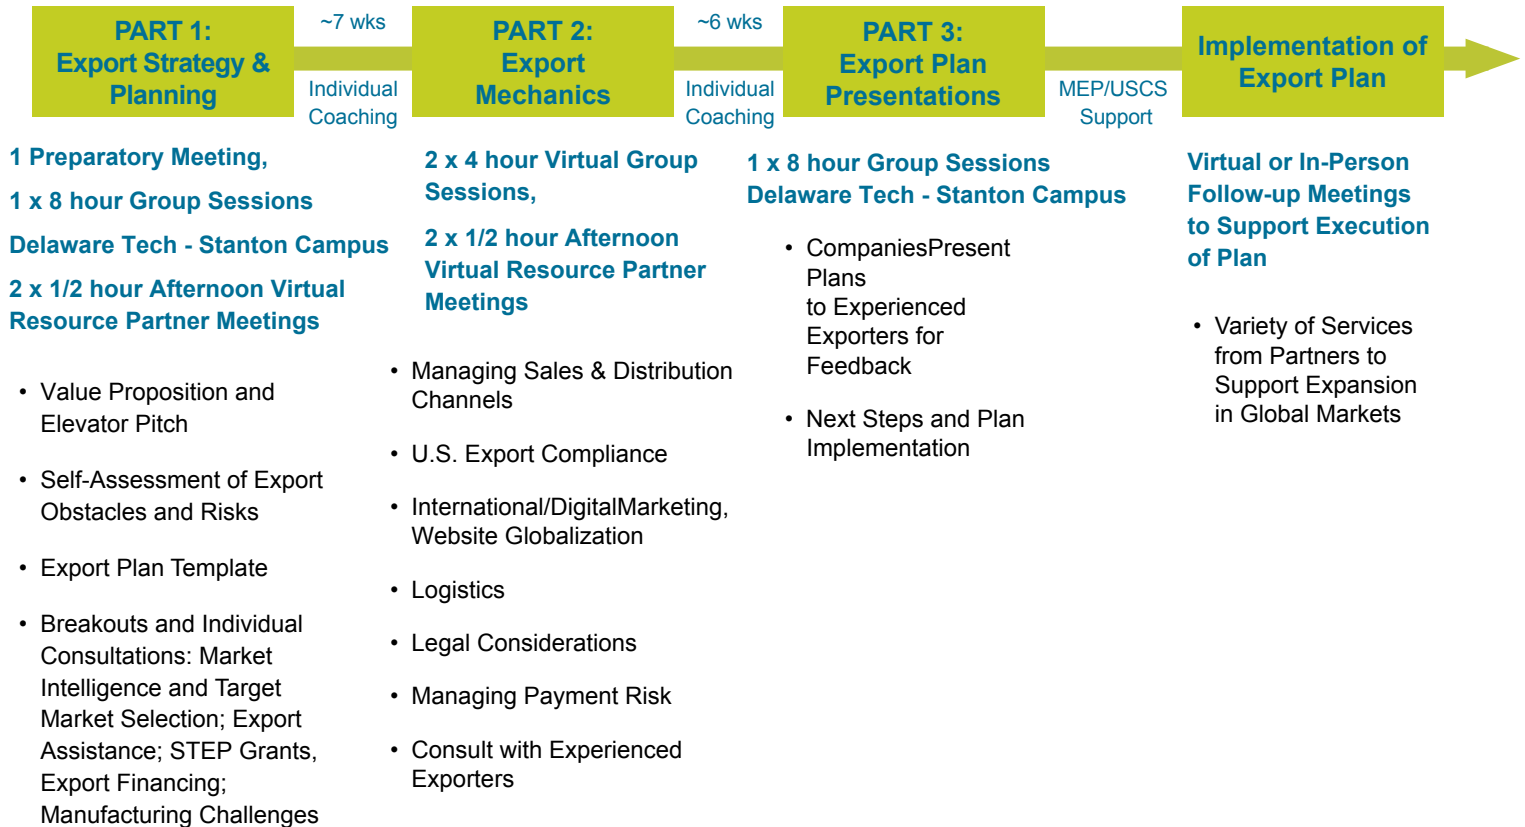 PART 1:
Export Strategy &
Planning
~7 wks
Individual
Coaching
PART 2:
Export
Mechanics
~6 wks
Individual
Coaching
PART 3:
Export Plan
Presentations
MEP/USCS
Support
Implementation of
Export Plan
1 Preparatory Meeting,
1 x 8 hour Group Sessions
Delaware Tech - Stanton Campus
2 x 1/2 hour Afternoon Virtual
Resource Partner Meetings
• Value Proposition and
Elevator Pitch
• Self-Assessment of Export
Obstacles and Risks
• Export Plan Template
• Breakouts and Individual
Consultations: Market
Intelligence and Target
Market Selection; Export
Assistance; STEP Grants,
Export Financing;
Manufacturing Challenges
2 x 4 hour Virtual Group
Sessions,
2 x 1/2 hour Afternoon
Virtual Resource Partner
Meetings
• Managing Sales & Distribution
Channels
• U.S. Export Compliance
• International/DigitalMarketing,
Website Globalization
• Logistics
• Legal Considerations
• Managing Payment Risk
• Consult with Experienced
Exporters
1 x 8 hour Group Sessions
Delaware Tech - Stanton Campus
• CompaniesPresent
Plans
to Experienced
Exporters for
Feedback
• Next Steps and Plan
Implementation
Virtual or In-Person
Follow-up Meetings
to Support Execution
of Plan
• Variety of Services
from Partners to
Support Expansion
in Global Markets